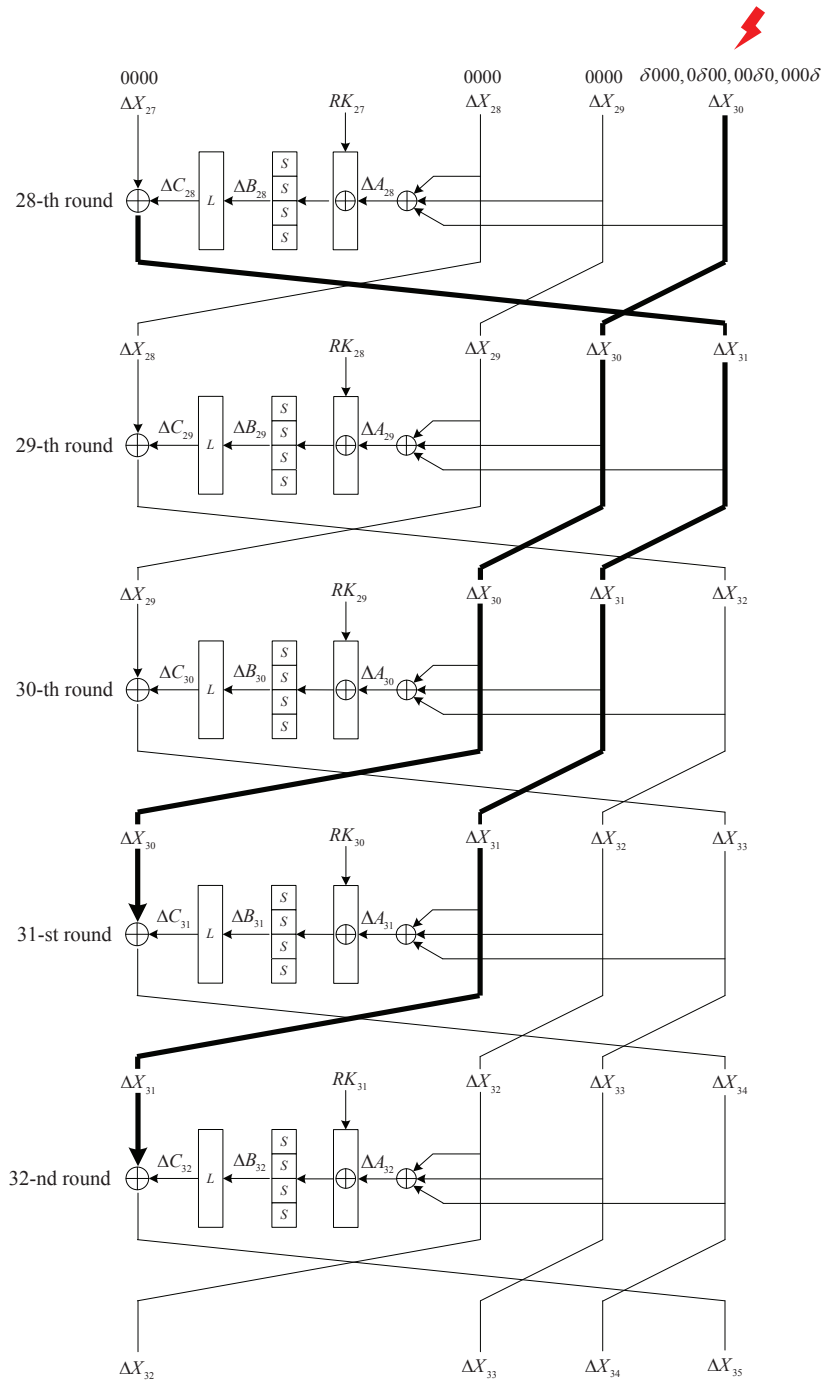 0000 0000 0000 δ000,0δ00,00δ0,000δ
ΔX₂₇ RK₂₇ ΔX₂₈ ΔX₂₉ ΔX₃₀
S
S
S
S
28-th round ΔC₂₈ L ΔB₂₈ ΔA₂₈
ΔX₂₈ RK₂₈ ΔX₂₉ ΔX₃₀ ΔX₃₁
S
S
S
S
29-th round ΔC₂₉ L ΔB₂₉ ΔA₂₉
ΔX₂₉ RK₂₉ ΔX₃₀ ΔX₃₁ ΔX₃₂
S
S
S
S
30-th round ΔC₃₀ L ΔB₃₀ ΔA₃₀
ΔX₃₀ RK₃₀ ΔX₃₁ ΔX₃₂ ΔX₃₃
S
S
S
S
31-st round ΔC₃₁ L ΔB₃₁ ΔA₃₁
ΔX₃₁ RK₃₁ ΔX₃₂ ΔX₃₃ ΔX₃₄
S
S
S
S
32-nd round ΔC₃₂ L ΔB₃₂ ΔA₃₂
ΔX₃₂ ΔX₃₃ ΔX₃₄ ΔX₃₅